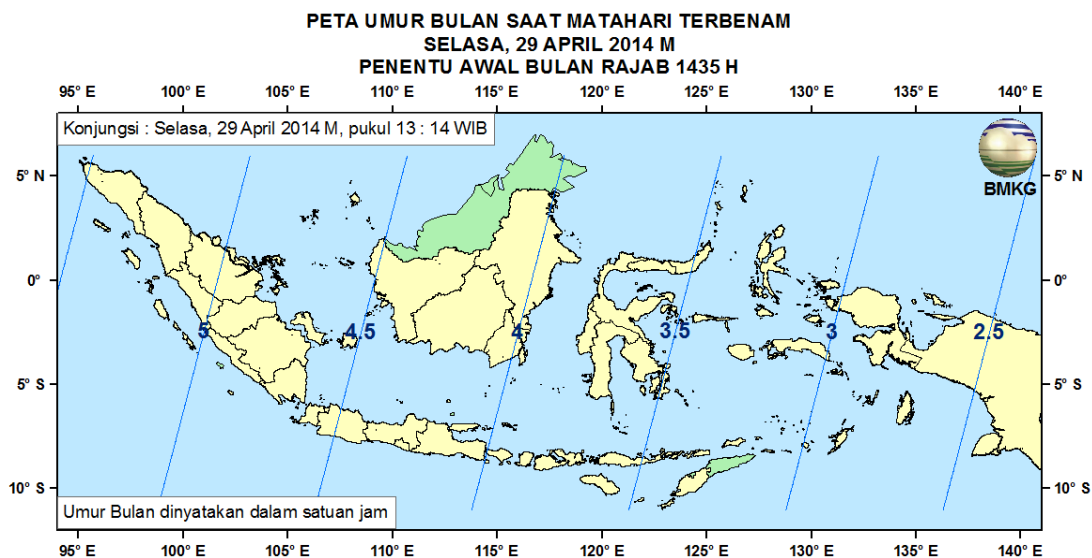 PETA UMUR BULAN SAAT MATAHARI TERBENAM
SELASA, 29 APRIL 2014 M
PENENTU AWAL BULAN RAJAB 1435 H
95° E 100° E 105° E 110° E 115° E 120° E 125° E 130° E 135° E 140° E
Konjungsi : Selasa, 29 April 2014 M, pukul 13 : 14 WIB
BMKG
5° N 5° N
0° 0°
5 4.5 4 3.5 3 2.5
5° S 5° S
10° S 10° S
Umur Bulan dinyatakan dalam satuan jam
95° E 100° E 105° E 110° E 115° E 120° E 125° E 130° E 135° E 140° E